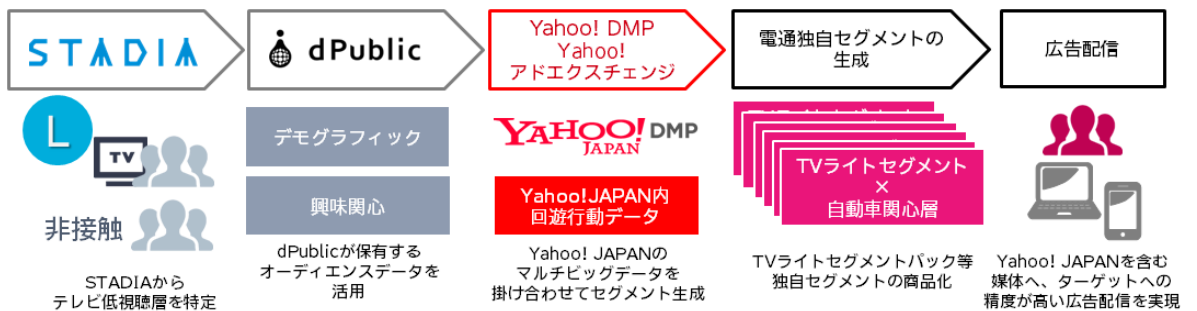 STADIA
dPublic
Yahoo! DMP
Yahoo!
アドエクスチェンジ
電通独自セグメントの
生成
広告配信
L
TV
非接触
STADIAから
テレビ低視聴層を特定
デモグラフィック
興味関心
dPublicが保有する
オーディエンスデータを
活用
YAHOO! DMP
JAPAN
Yahoo!JAPAN内
回遊行動データ
Yahoo! JAPANの
マルチビッグデータを
掛け合わせてセグメント生成
TVライトセグメント
×
自動車関心層
TVライトセグメントパック等
独自セグメントの商品化
Yahoo! JAPANを含む
媒体へ、ターゲットへの
精度が高い広告配信を実現